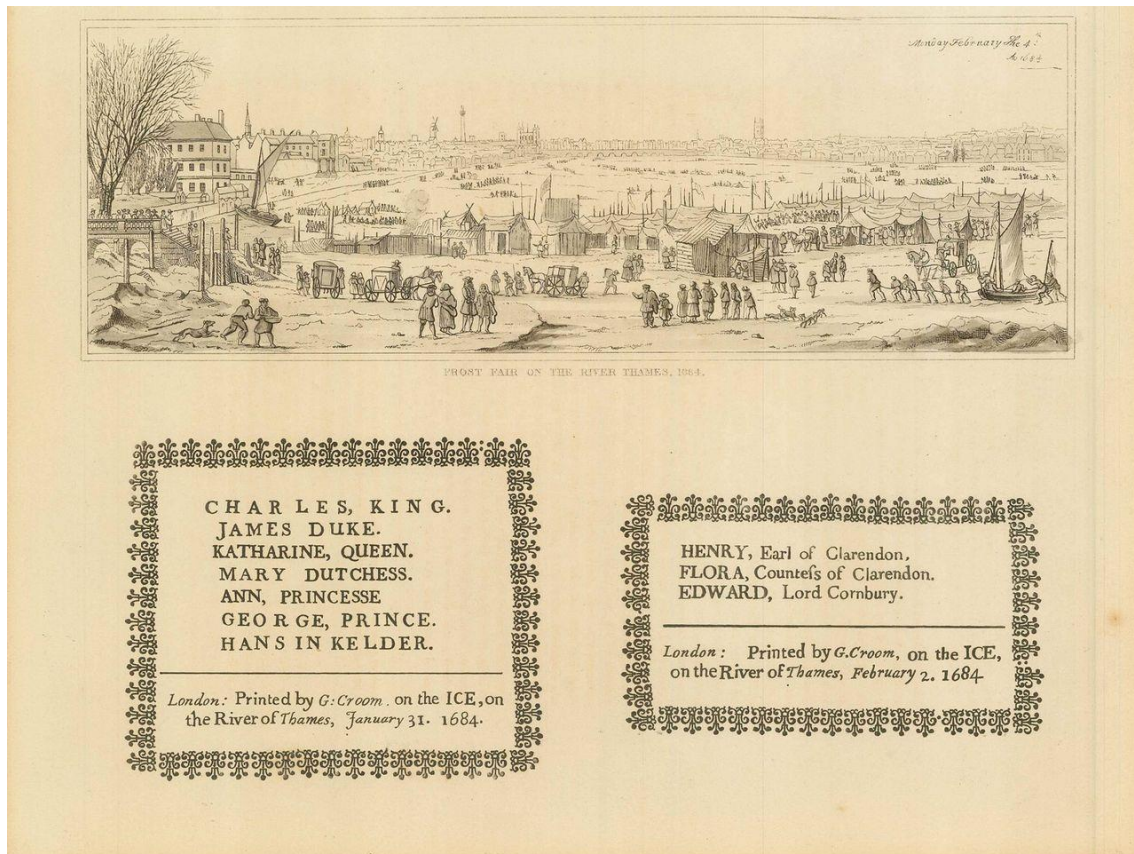 Monday February the 4th
A 1684
FROST FAIR ON THE RIVER THAMES, 1684.
CHARLES, KING.
JAMES DUKE.
KATHARINE, QUEEN.
MARY DUTCHESS.
ANN, PRINCESSE
GEORGE, PRINCE.
HANS IN KELDER.
London: Printed by G: Croom, on the ICE, on
the River of Thames, January 31. 1684.
HENRY, Earl of Clarendon,
FLORA, Counteſs of Clarendon.
EDWARD, Lord Cornbury.
London: Printed by G. Croom, on the ICE,
on the River of Thames, February 2. 1684